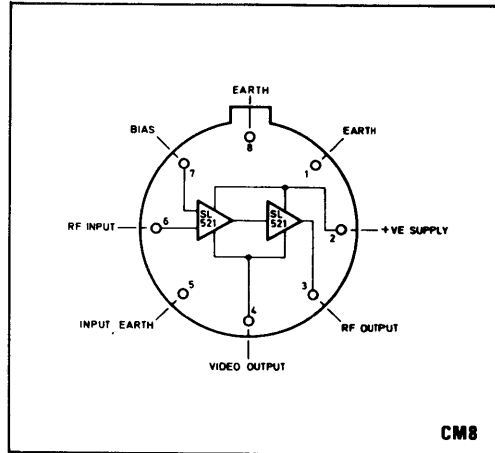 EARTH
BIAS
EARTH
8
7
1
SL
521
SL
521
RF INPUT
6
2
+VE SUPPLY
5
4
3
INPUT EARTH
RF OUTPUT
VIDEO OUTPUT
CM8